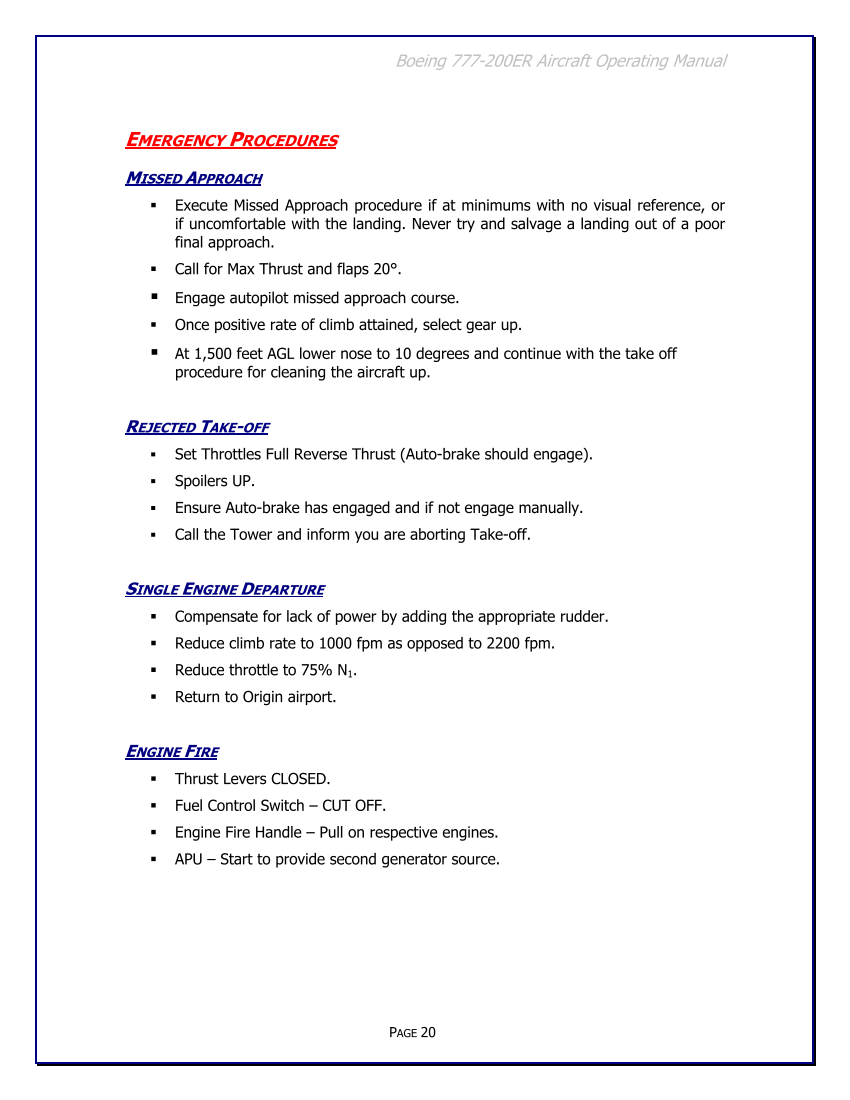 Boeing 777-200ER Aircraft Operating Manual
EMERGENCY PROCEDURES
MISSED APPROACH
▪ Execute Missed Approach procedure if at minimums with no visual reference, or
if uncomfortable with the landing. Never try and salvage a landing out of a poor
final approach.
▪ Call for Max Thrust and flaps 20°.
▪ Engage autopilot missed approach course.
▪ Once positive rate of climb attained, select gear up.
▪ At 1,500 feet AGL lower nose to 10 degrees and continue with the take off
procedure for cleaning the aircraft up.
REJECTED TAKE-OFF
▪ Set Throttles Full Reverse Thrust (Auto-brake should engage).
▪ Spoilers UP.
▪ Ensure Auto-brake has engaged and if not engage manually.
▪ Call the Tower and inform you are aborting Take-off.
SINGLE ENGINE DEPARTURE
▪ Compensate for lack of power by adding the appropriate rudder.
▪ Reduce climb rate to 1000 fpm as opposed to 2200 fpm.
▪ Reduce throttle to 75% N₁.
▪ Return to Origin airport.
ENGINE FIRE
▪ Thrust Levers CLOSED.
▪ Fuel Control Switch – CUT OFF.
▪ Engine Fire Handle – Pull on respective engines.
▪ APU – Start to provide second generator source.
PAGE 20